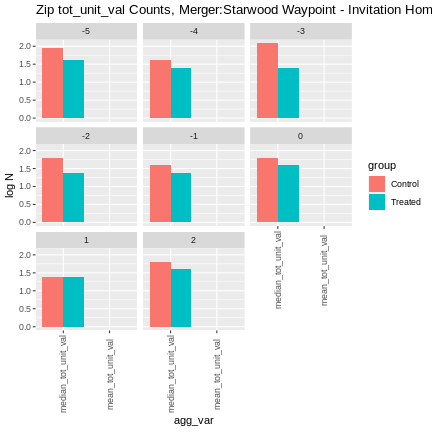 Zip tot_unit_val Counts, Merger:Starwood Waypoint - Invitation Hom
-5
-4
-3
2.0
1.5
1.0
0.5
0.0
-2
-1
0
2.0
1.5
1.0
0.5
0.0
1
2
2.0
1.5
1.0
0.5
0.0
log N
median_tot_unit_val
mean_tot_unit_val
median_tot_unit_val
mean_tot_unit_val
median_tot_unit_val
mean_tot_unit_val
agg_var
group
Control
Treated